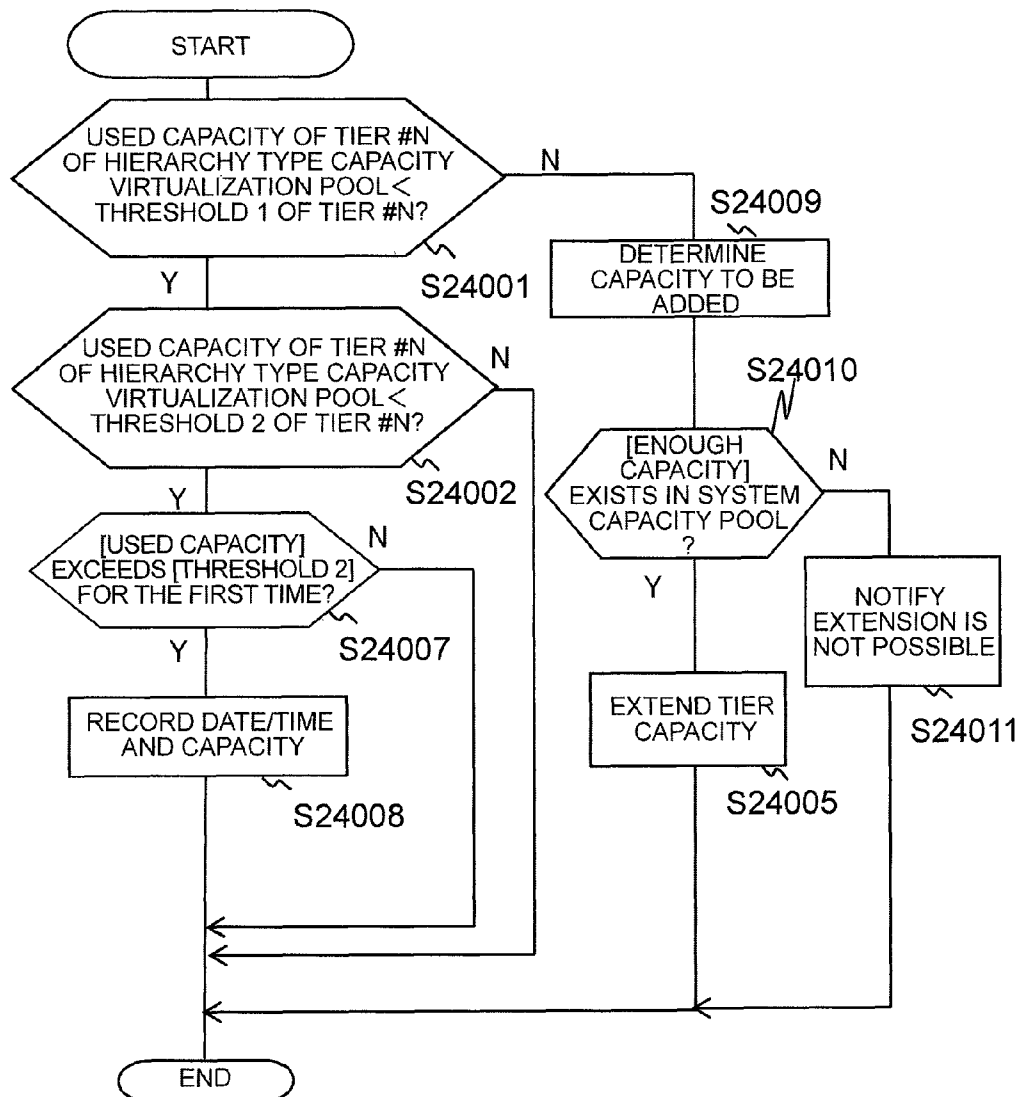 START
USED CAPACITY OF TIER #N
OF HIERARCHY TYPE CAPACITY
VIRTUALIZATION POOL<
THRESHOLD 1 OF TIER #N?
N
S24001
Y
S24009
DETERMINE
CAPACITY TO BE
ADDED
USED CAPACITY OF TIER #N
OF HIERARCHY TYPE CAPACITY
VIRTUALIZATION POOL<
THRESHOLD 2 OF TIER #N?
N
S24002
Y
S24010
[ENOUGH
CAPACITY]
EXISTS IN SYSTEM
CAPACITY POOL
?
N
Y
[USED CAPACITY]
EXCEEDS [THRESHOLD 2]
FOR THE FIRST TIME?
N
S24007
Y
NOTIFY
EXTENSION IS
NOT POSSIBLE
S24011
RECORD DATE/TIME
AND CAPACITY
S24008
EXTEND TIER
CAPACITY
S24005
END